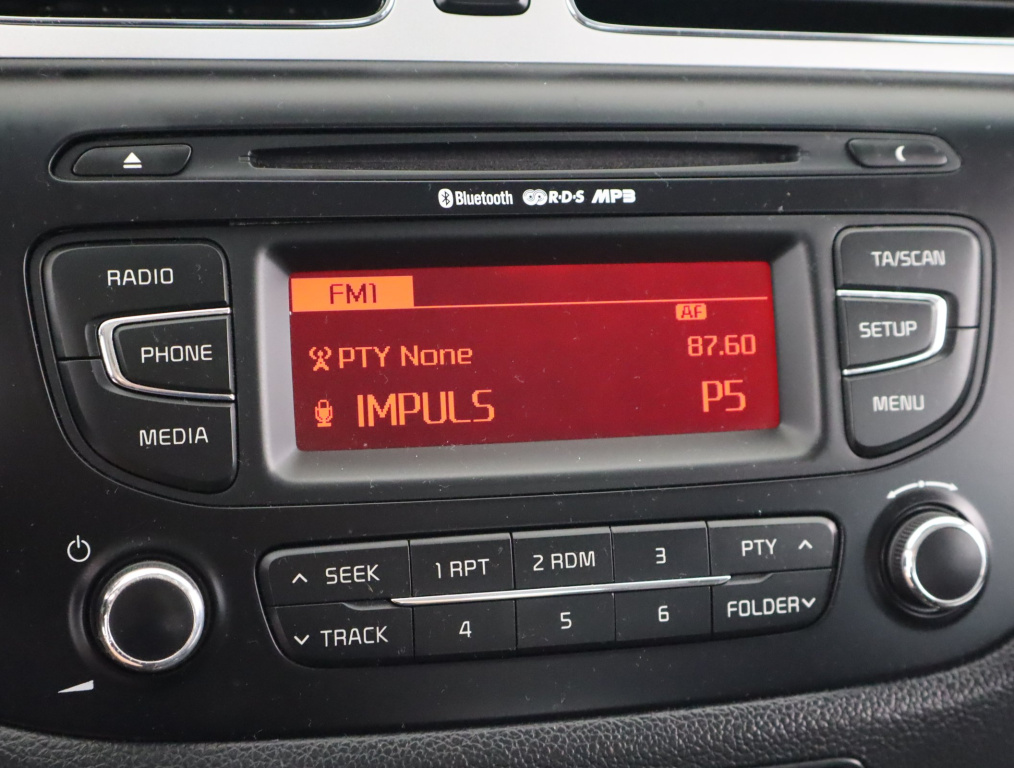 Bluetooth R·D·S MP3
RADIO
PHONE
MEDIA
FM1
AF
PTY None 87.60
IMPULS P5
TA/SCAN
SETUP
MENU
SEEK 1 RPT 2 RDM 3 PTY
TRACK 4 5 6 FOLDER